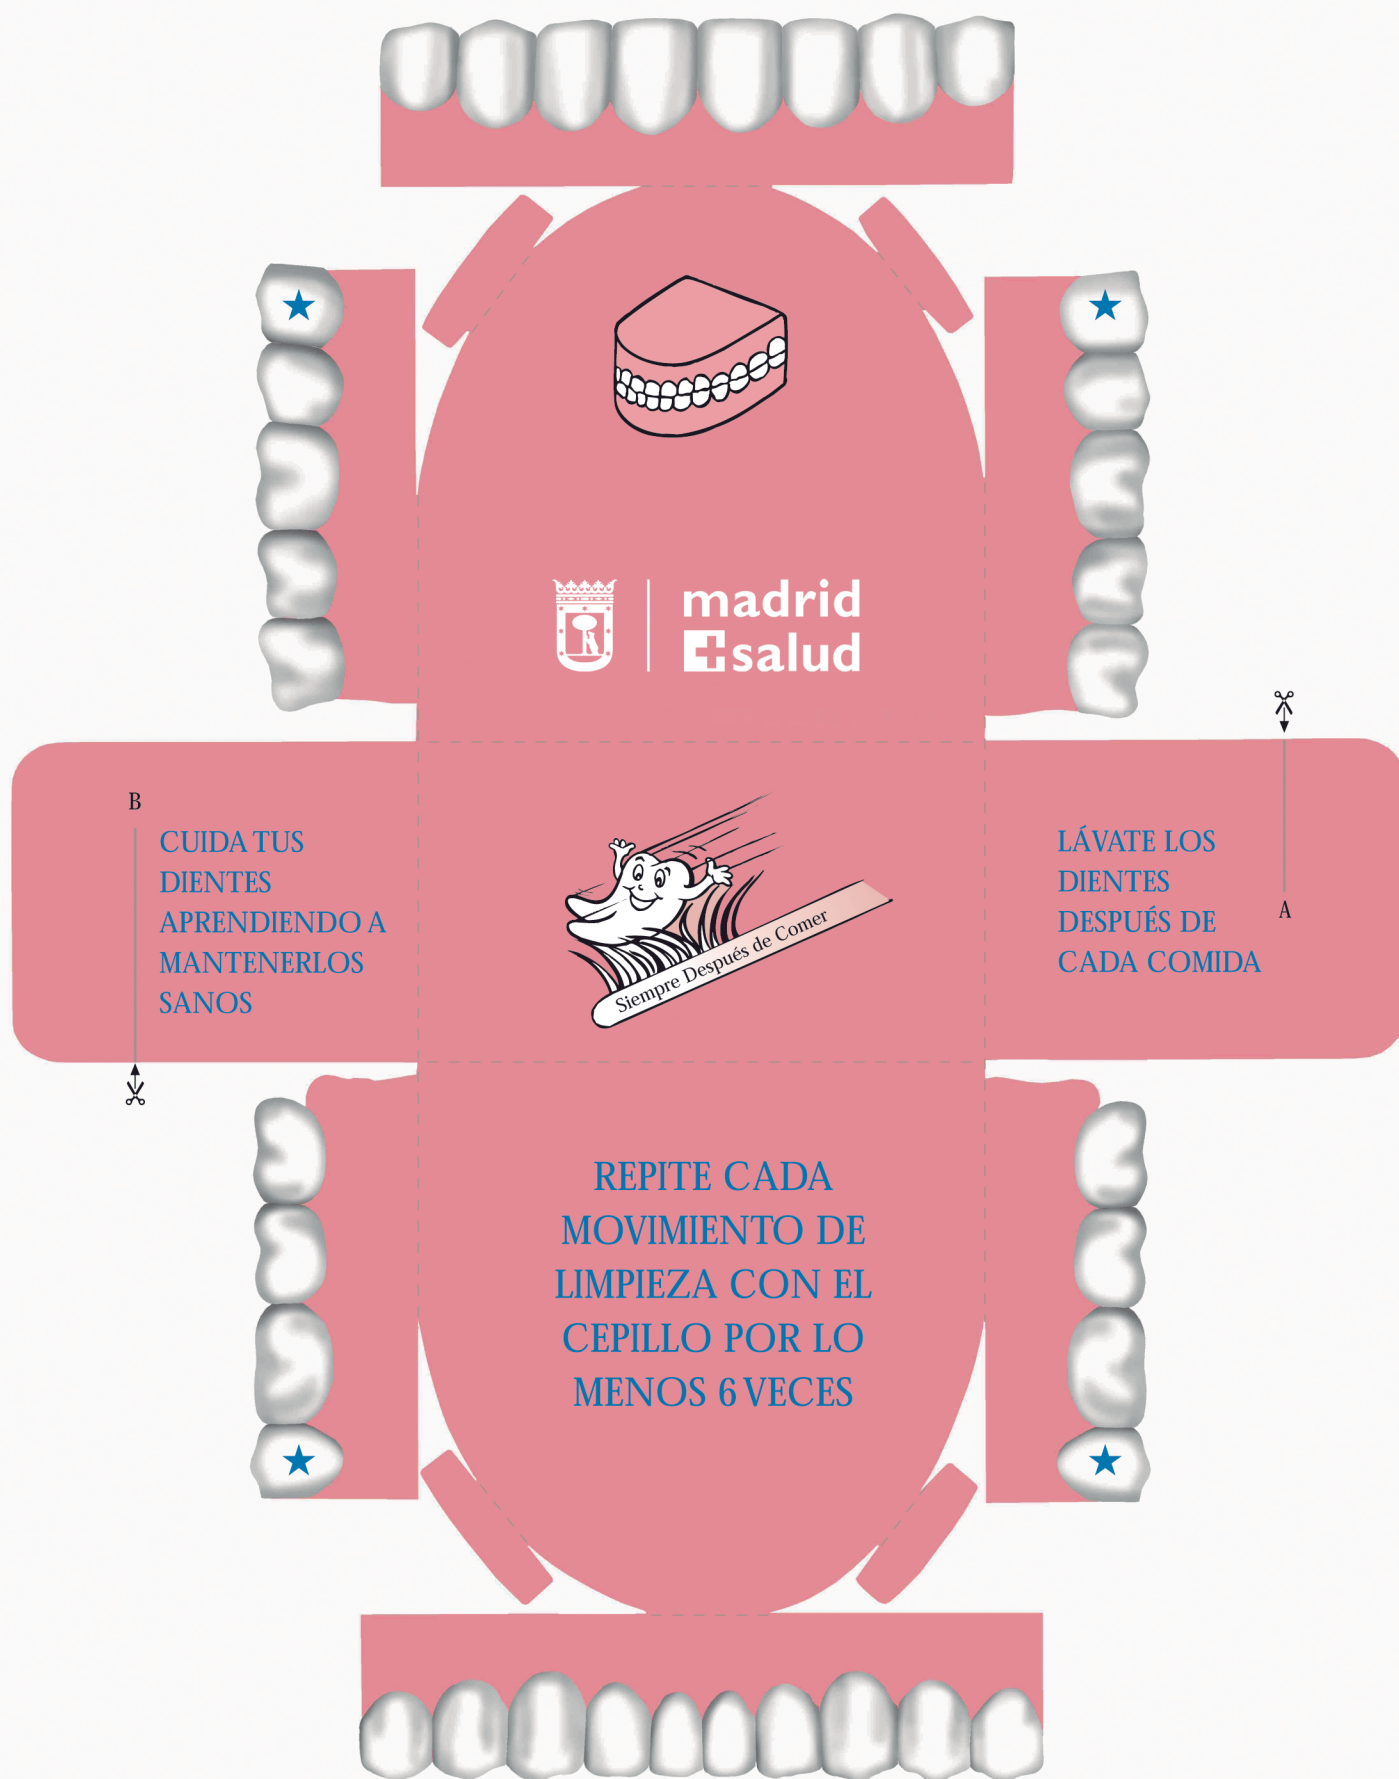 madrid
salud
B
CUIDA TUS
DIENTES
APRENDIENDO A
MANTENERLOS
SANOS
Siempre Después de Comer
LÁVATE LOS
DIENTES
DESPUÉS DE
CADA COMIDA
A
REPITE CADA
MOVIMIENTO DE
LIMPIEZA CON EL
CEPILLO POR LO
MENOS 6 VECES